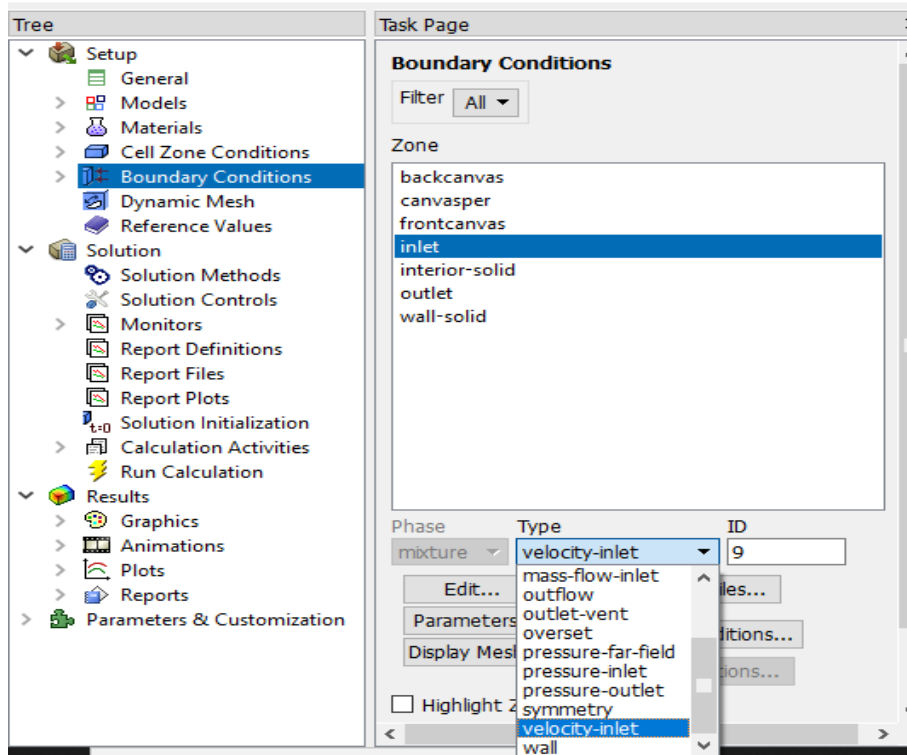 Tree
Setup
General
Models
Materials
Cell Zone Conditions
Boundary Conditions
Dynamic Mesh
Reference Values
Solution
Solution Methods
Solution Controls
Monitors
Report Definitions
Report Files
Report Plots
t=0 Solution Initialization
Calculation Activities
Run Calculation
Results
Graphics
Animations
Plots
Reports
Parameters & Customization
Task Page
Boundary Conditions
Filter All
Zone
backcanvas
canvasper
frontcanvas
inlet
interior-solid
outlet
wall-solid
Phase Type ID
mixture velocity-inlet 9
mass-flow-inlet
outflow
outlet-vent
overset
pressure-far-field
pressure-inlet
pressure-outlet
symmetry
velocity-inlet
wall
Edit... iles...
Parameters ditions...
Display Mesh ions...
Highlight Z